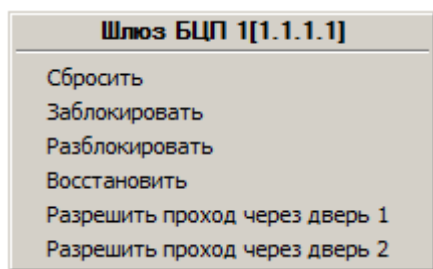 Шлюз БЦП 1[1.1.1.1]
Сбросить
Заблокировать
Разблокировать
Восстановить
Разрешить проход через дверь 1
Разрешить проход через дверь 2